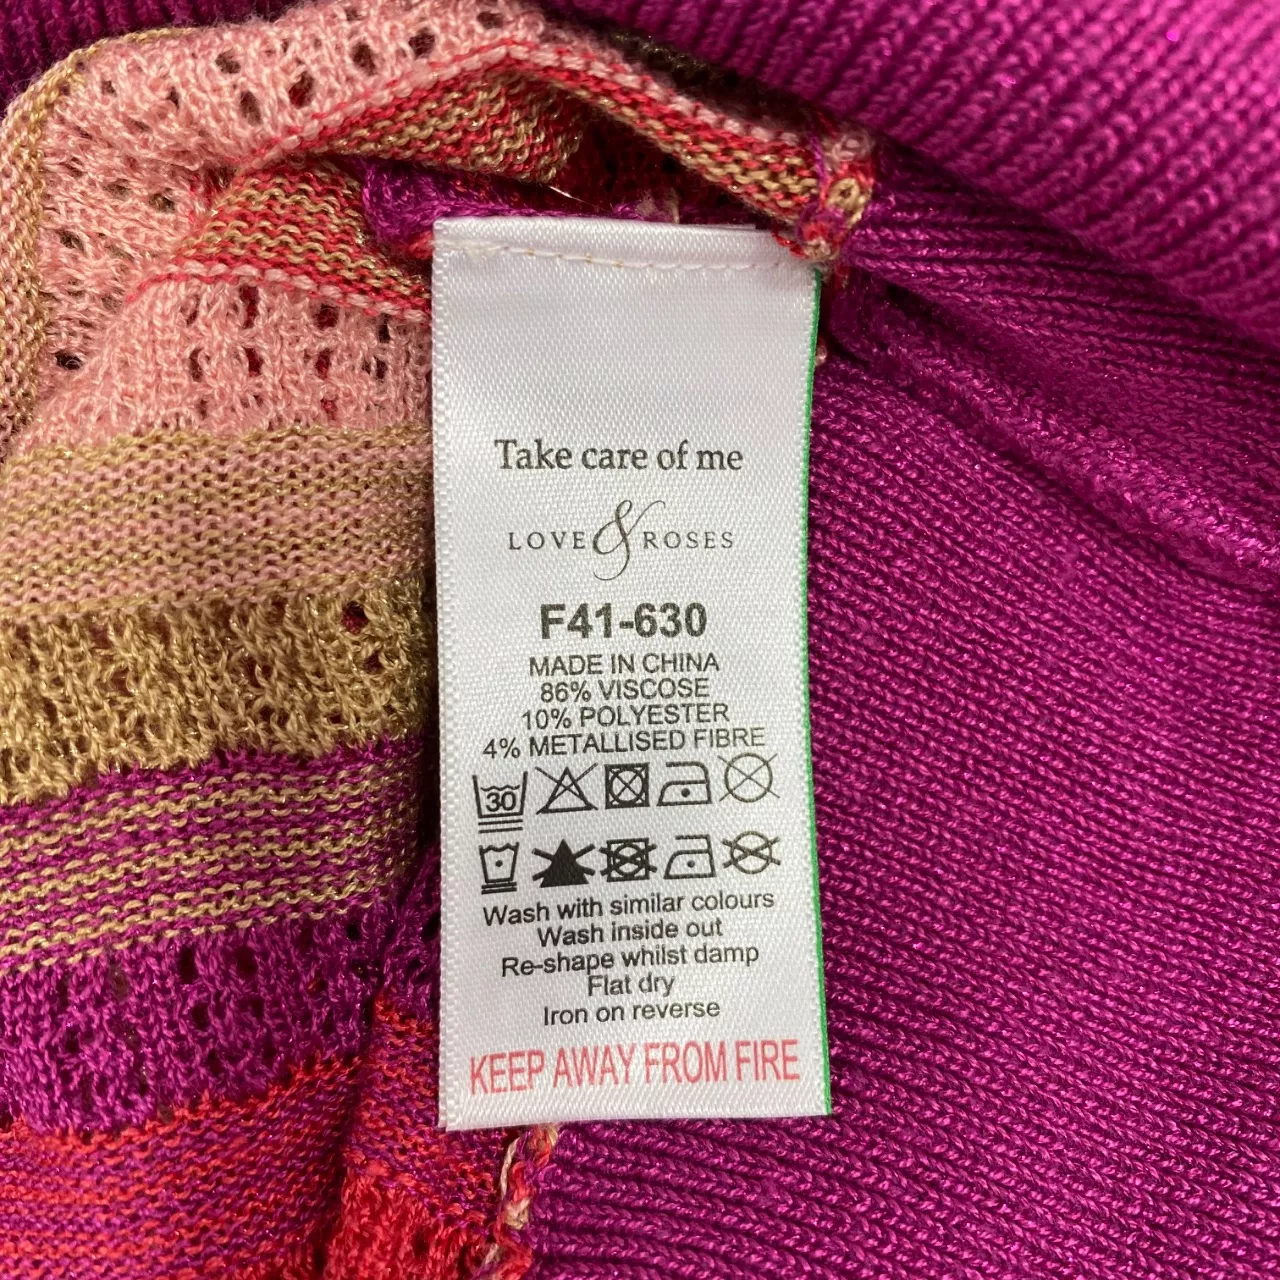 Take care of me
LOVE & ROSES
F41-630
MADE IN CHINA
86% VISCOSE
10% POLYESTER
4% METALLISED FIBRE
30
Wash with similar colours
Wash inside out
Re-shape whilst damp
Flat dry
Iron on reverse
KEEP AWAY FROM FIRE